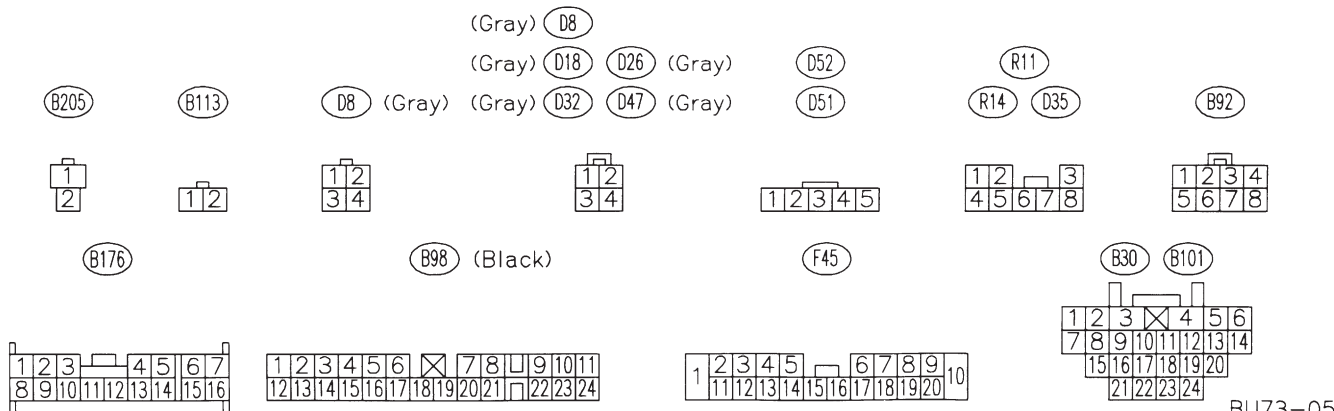 (Gray) D8
(Gray) D18 D26 (Gray) D52 R11
B205 B113 D8 (Gray) (Gray) D32 D47 (Gray) D51 R14 D35 B92
1 1 2 1 2 1 2 3 1 2 3 4
2 1 2 3 4 3 4 1 2 3 4 5 4 5 6 7 8 5 6 7 8
B176 B98 (Black) F45 B30 B101
1 2 3 4 5 6
7 8 9 10 11 12 13 14
1 2 3 4 5 6 7 1 2 3 4 5 6 7 8 9 10 11 1 2 3 4 5 6 7 8 9 10 15 16 17 18 19 20
8 9 10 11 12 13 14 15 16 12 13 14 15 16 17 18 19 20 21 22 23 24 11 12 13 14 15 16 17 18 19 20 21 22 23 24
BU73-05